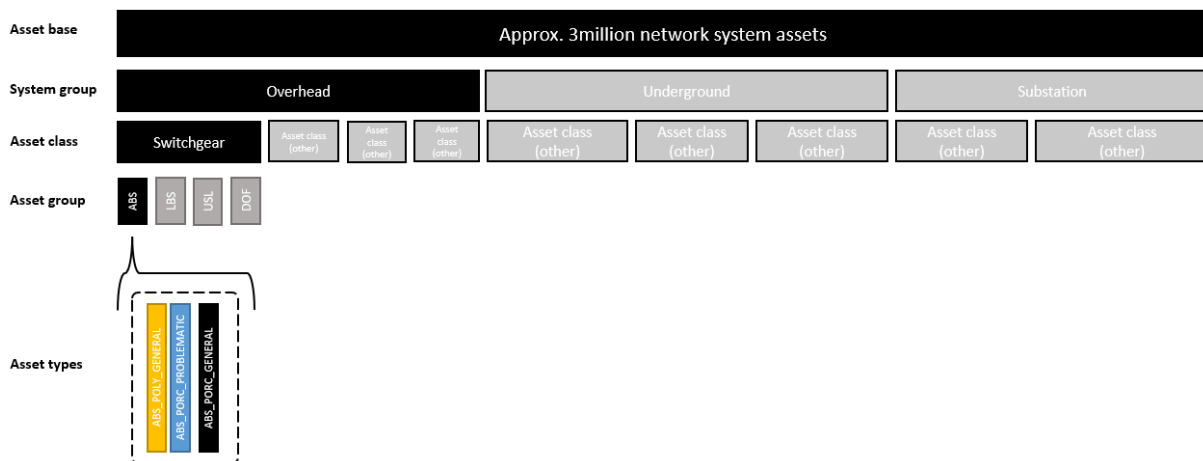 Asset base
Approx. 3million network system assets
System group
Overhead
Underground
Substation
Asset class
Switchgear
Asset class
(other)
Asset
class
(other)
Asset
class
(other)
Asset class
(other)
Asset class
(other)
Asset class
(other)
Asset class
(other)
Asset class
(other)
Asset group
ABS
LBS
USL
DOF
Asset types
ABS_POLY_GENERAL
ABS_PORC_PROBLEMATIC
ABS_PORC_GENERAL